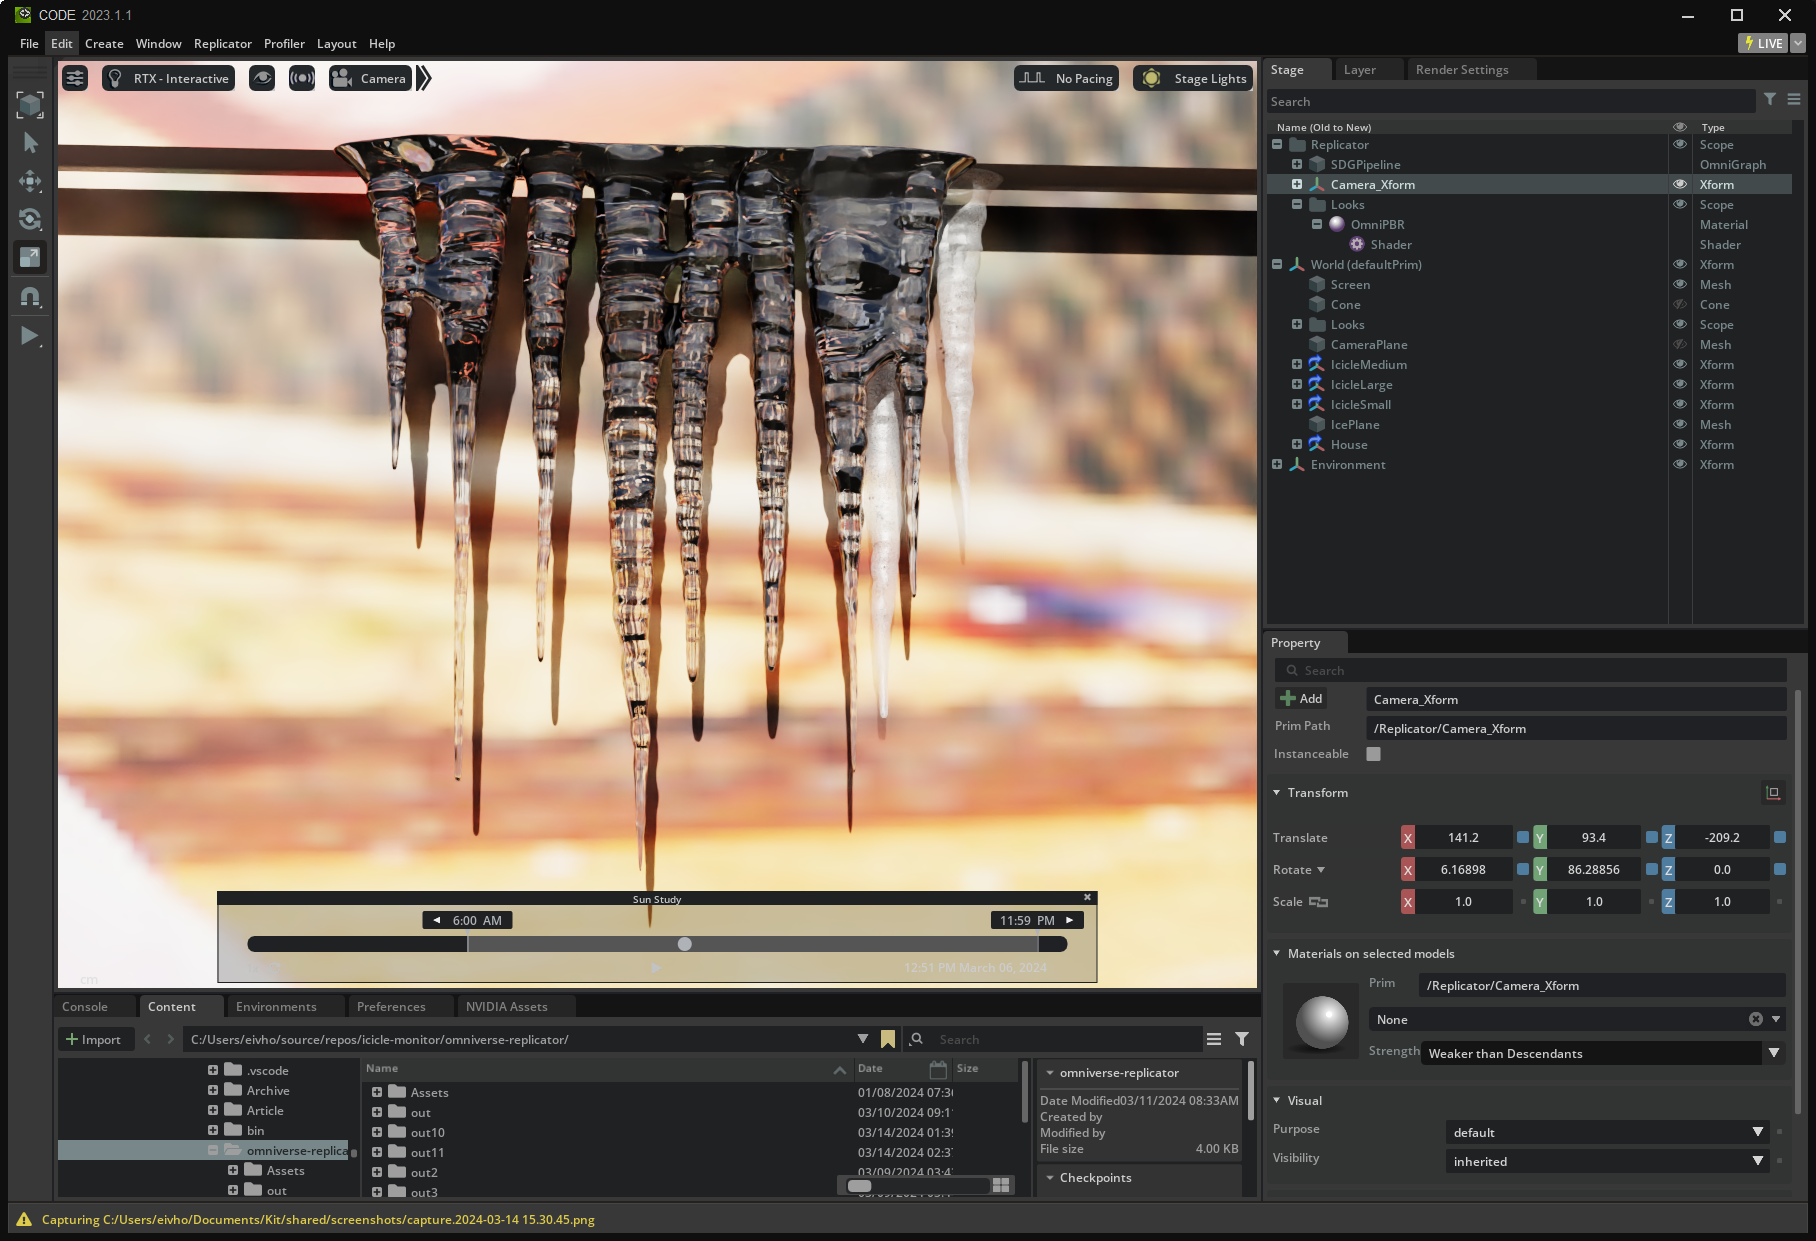 CODE 2023.1.1
File Edit Create Window Replicator Profiler Layout Help
LIVE
RTX - Interactive
Camera
No Pacing
Stage Lights
Stage Layer Render Settings
Search
Name (Old to New) Type
Replicator Scope
SDGPipeline OmniGraph
Camera_Xform Xform
Looks Scope
OmniPBR Material
Shader Shader
World (defaultPrim) Xform
Screen Mesh
Cone Cone
Looks Scope
CameraPlane Mesh
IcicleMedium Xform
IcicleLarge Xform
IcicleSmall Xform
IcePlane Mesh
House Xform
Environment Xform
Property
Search
Add Camera_Xform
Prim Path /Replicator/Camera_Xform
Instanceable
Transform
Translate X 141.2 Y 93.4 Z -209.2
Rotate X 6.16898 Y 86.28856 Z 0.0
Scale X 1.0 Y 1.0 Z 1.0
Materials on selected models
Prim /Replicator/Camera_Xform
None
Strength Weaker than Descendants
Visual
Purpose default
Visibility inherited
Sun Study
6:00 AM 11:59 PM
12:51 PM March 06, 2024
cm
Console Content Environments Preferences NVIDIA Assets
Import C:/Users/eivho/source/repos/icicle-monitor/omniverse-replicator/ Search
.vscode
Archive
Article
bin
omniverse-replica
Assets
out
Name Date Size
Assets 01/08/2024 07:3
out 03/10/2024 09:1
out10 03/14/2024 01:3
out11 03/14/2024 02:3
out2 03/09/2024 03:4
out3
omniverse-replicator
Date Modified 03/11/2024 08:33AM
Created by
Modified by
File size 4.00 KB
Checkpoints
Capturing C:/Users/eivho/Documents/Kit/shared/screenshots/capture.2024-03-14 15.30.45.png